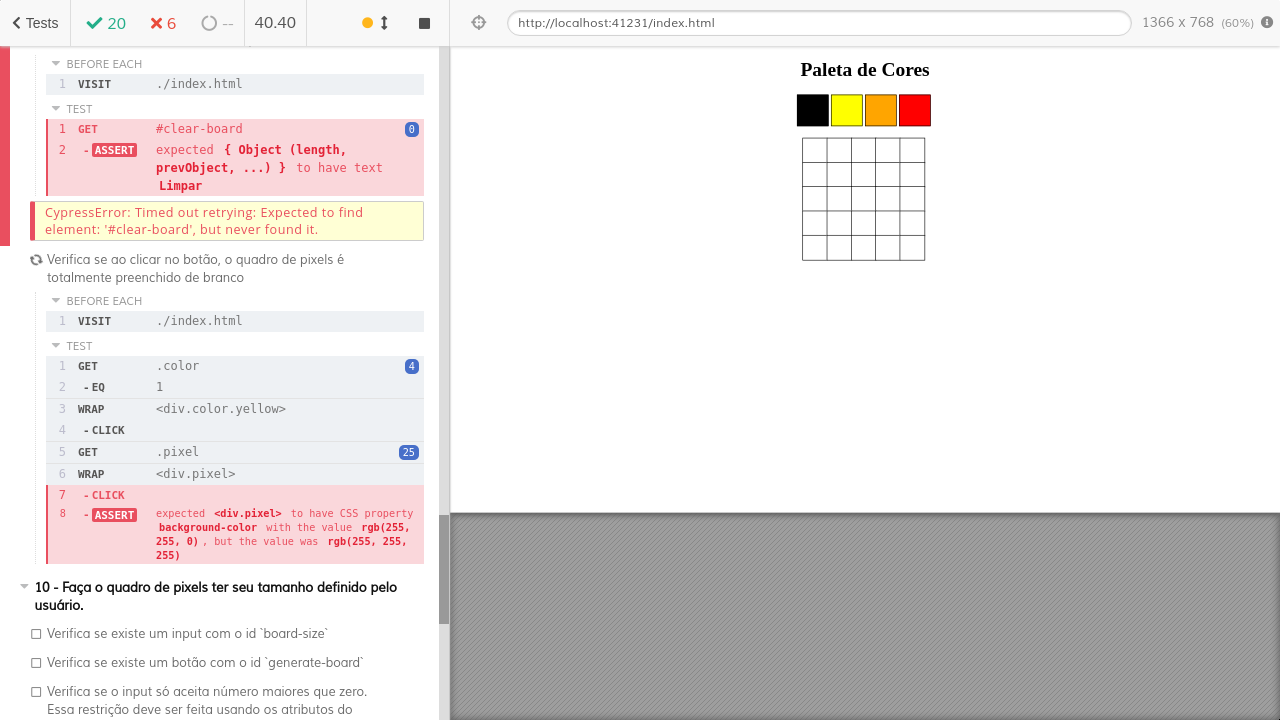 Tests 20 6 -- 40.40
http://localhost:41231/index.html 1366 x 768 (60%)
BEFORE EACH
1 VISIT ./index.html
TEST
1 GET #clear-board 0
2 - ASSERT expected { Object (length,
prevObject, ...) } to have text
Limpar
CypressError: Timed out retrying: Expected to find
element: '#clear-board', but never found it.
Verifica se ao clicar no botão, o quadro de pixels é
totalmente preenchido de branco
BEFORE EACH
1 VISIT ./index.html
TEST
1 GET .color 4
2 - EQ 1
3 WRAP <div.color.yellow>
4 - CLICK
5 GET .pixel 25
6 WRAP <div.pixel>
7 - CLICK
8 - ASSERT expected <div.pixel> to have CSS property
background-color with the value rgb(255,
255, 0) , but the value was rgb(255, 255,
255)
10 - Faça o quadro de pixels ter seu tamanho definido pelo
usuário.
Verifica se existe um input com o id `board-size`
Verifica se existe um botão com o id `generate-board`
Verifica se o input só aceita número maiores que zero.
Essa restrição deve ser feita usando os atributos do
Paleta de Cores